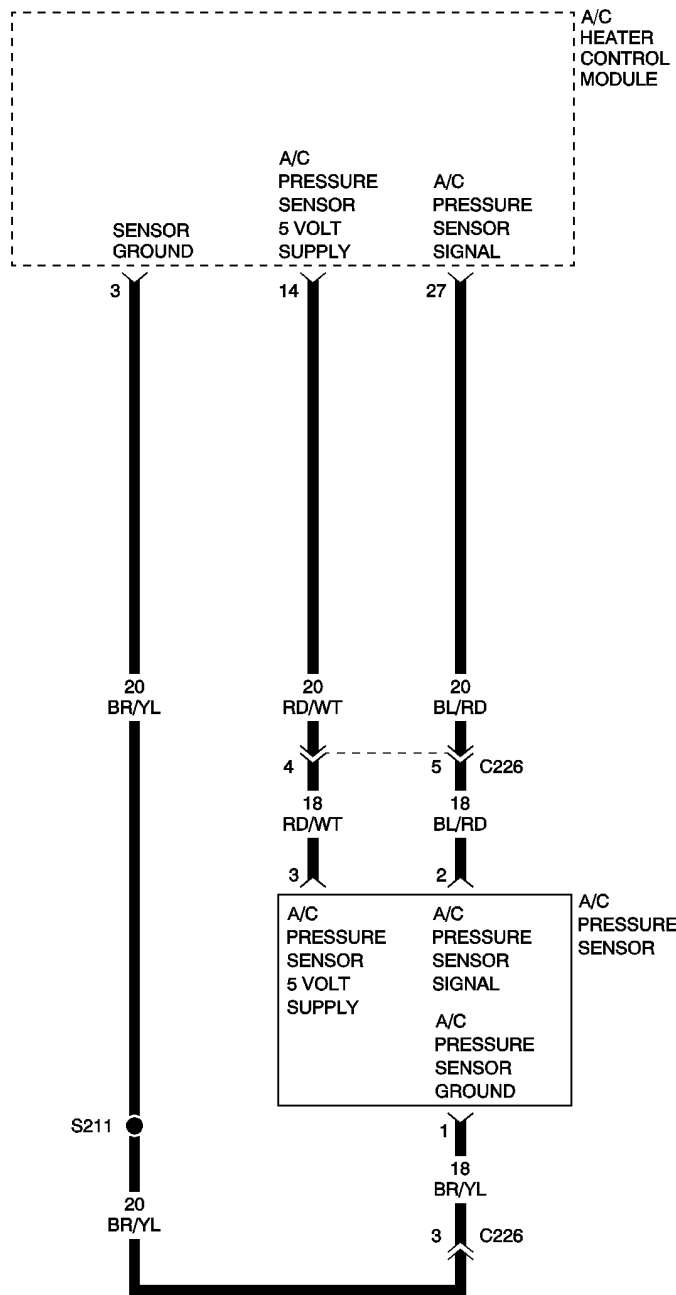 A/C
HEATER
CONTROL
MODULE
SENSOR
GROUND
A/C
PRESSURE
SENSOR
5 VOLT
SUPPLY
A/C
PRESSURE
SENSOR
SIGNAL
3
14
27
20
BR/YL
20
RD/WT
20
BL/RD
4
5
C226
18
RD/WT
18
BL/RD
3
2
A/C
PRESSURE
SENSOR
5 VOLT
SUPPLY
A/C
PRESSURE
SENSOR
SIGNAL
A/C
PRESSURE
SENSOR
A/C
PRESSURE
SENSOR
GROUND
S211
1
18
BR/YL
20
BR/YL
3
C226